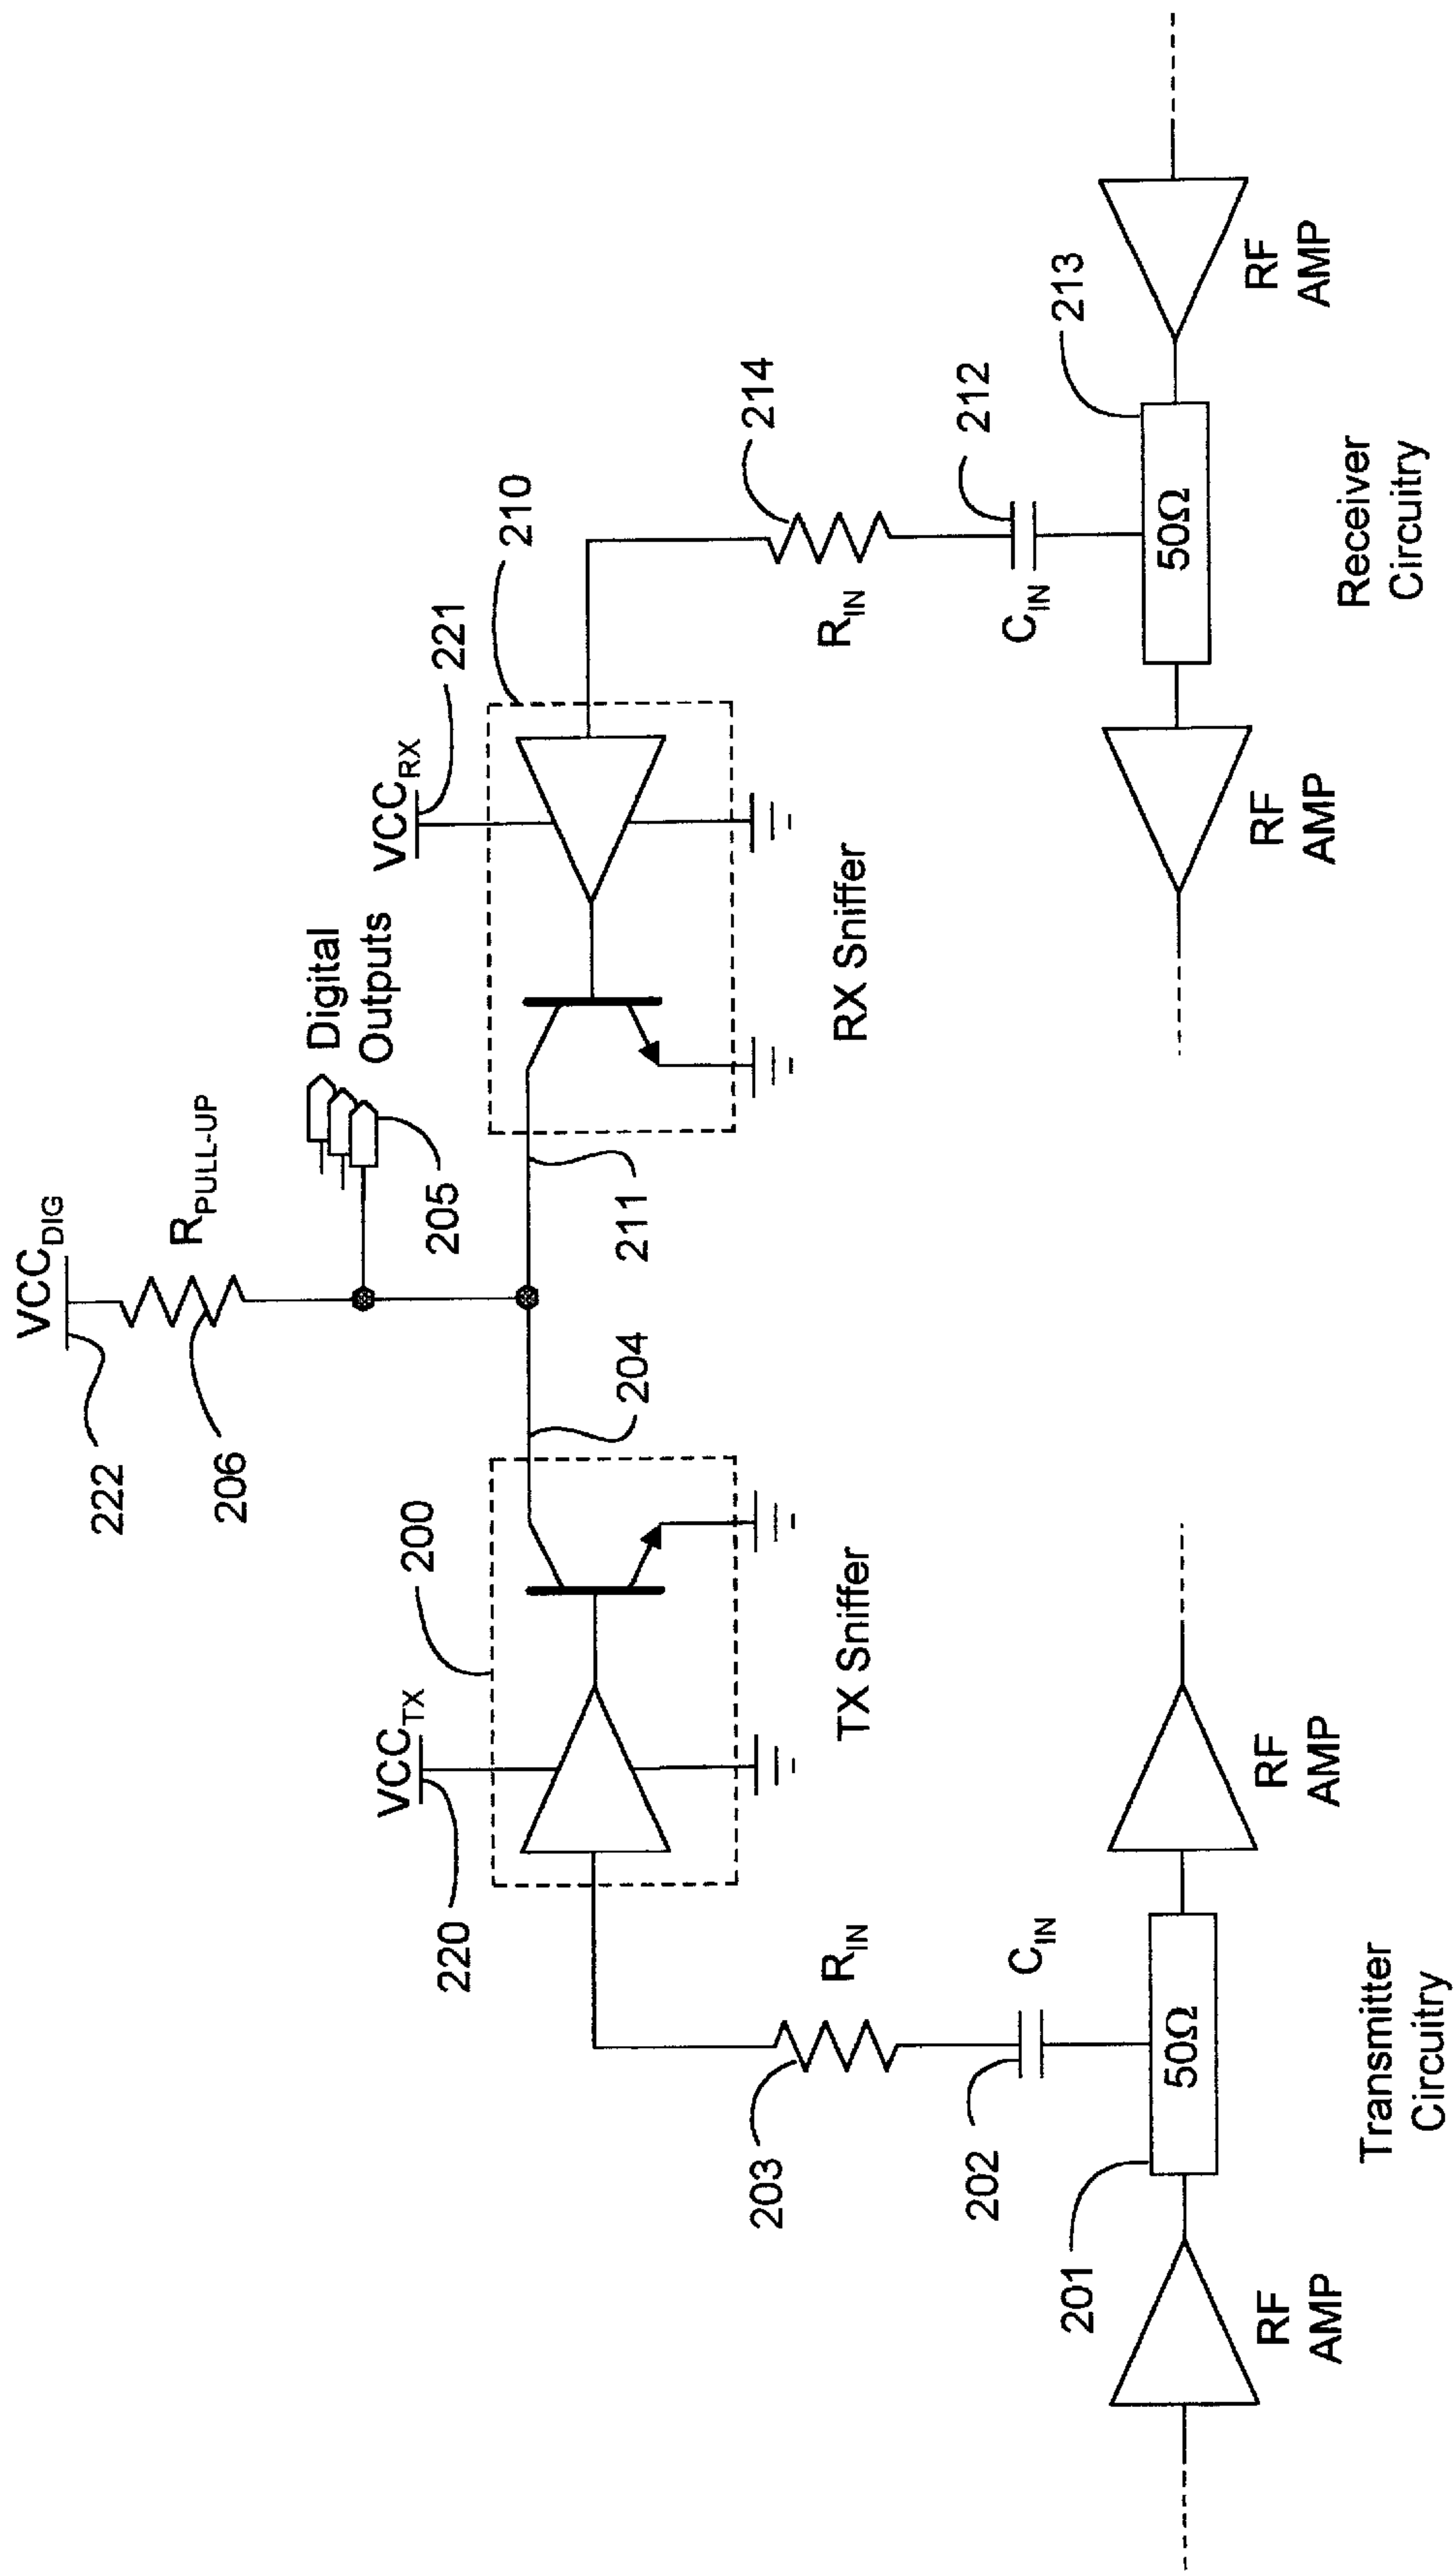 VCC_DIG
222
206
R_PULL-UP
Digital
Outputs
205
VCC_TX
220
200
204
211
VCC_RX
221
210
TX Sniffer
RX Sniffer
203
R_IN
R_IN
214
202
C_IN
C_IN
212
201
50Ω
50Ω
213
RF
AMP
RF
AMP
RF
AMP
RF
AMP
Transmitter
Circuitry
Receiver
Circuitry